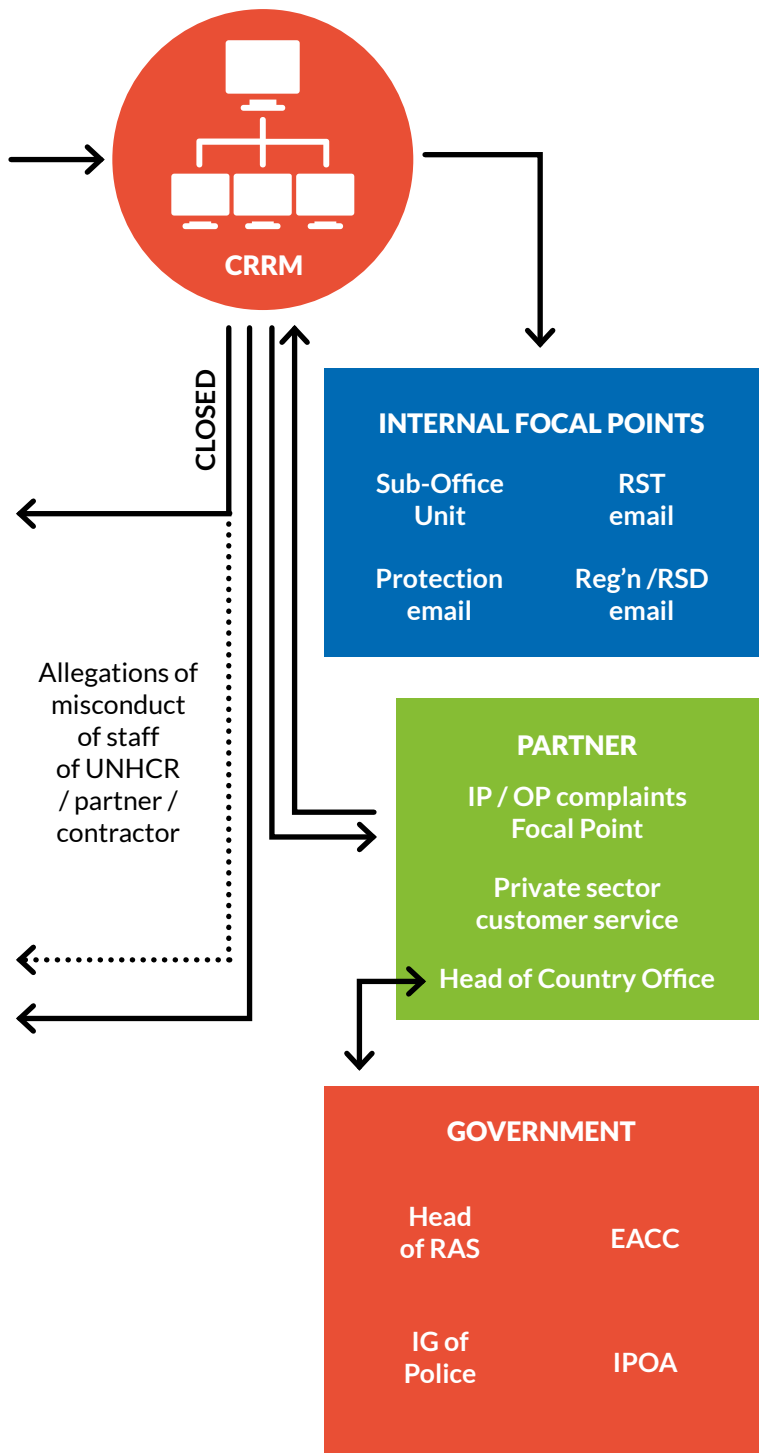 CRRM
CLOSED
INTERNAL FOCAL POINTS
Sub-Office
Unit
RST
email
Protection
email
Reg’n /RSD
email
Allegations of
misconduct
of staff
of UNHCR
/ partner /
contractor
PARTNER
IP / OP complaints
Focal Point
Private sector
customer service
Head of Country Office
GOVERNMENT
Head
of RAS
EACC
IG of
Police
IPOA